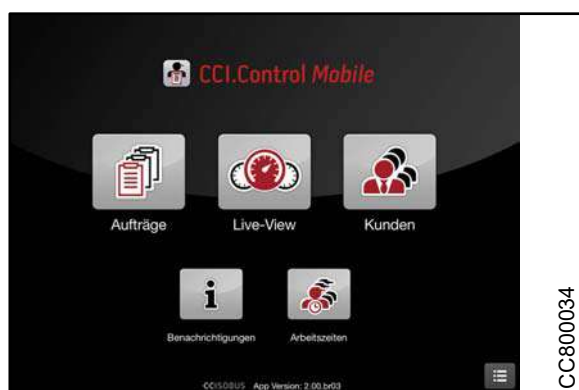 CCI.Control Mobile
Aufträge
Live-View
Kunden
Benachrichtigungen
Arbeitszeiten
CCISOBUS App Version: 2.00.br03
CC800034